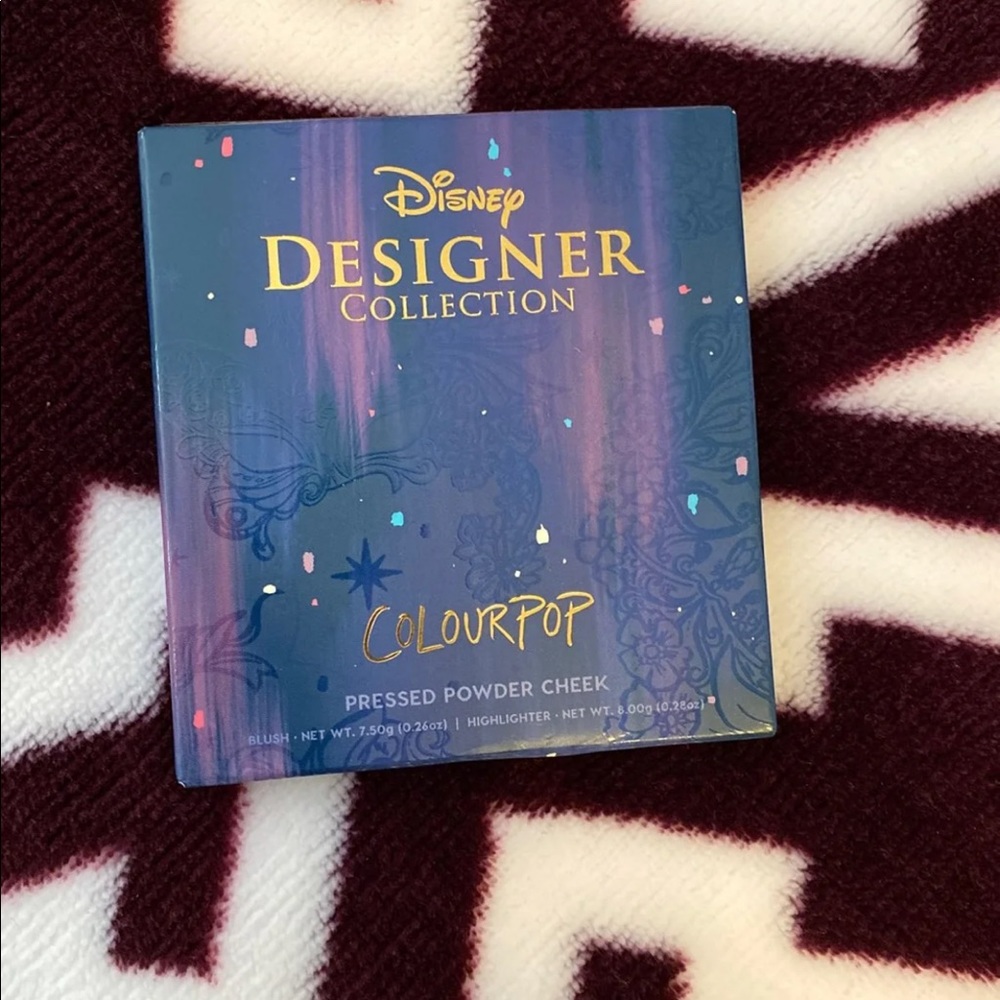 Disney
DESIGNER
COLLECTION
COLOURPOP
PRESSED POWDER CHEEK
BLUSH · NET WT. 7.50g (0.26oz) | HIGHLIGHTER · NET WT. 8.00g (0.28oz)